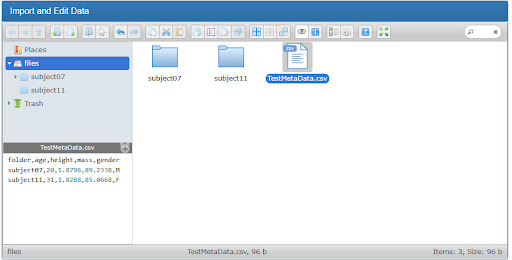 Import and Edit Data
Places
files
subject07
subject11
Trash
subject07
subject11
CSV
TestMetaData.csv
TestMetaData.csv
folder,age,height,mass,gender
subject07,20,1.8796,89.2338,M
subject11,31,1.8288,85.0668,F
files
TestMetaData.csv, 96 b
Items: 3, Size: 96 b